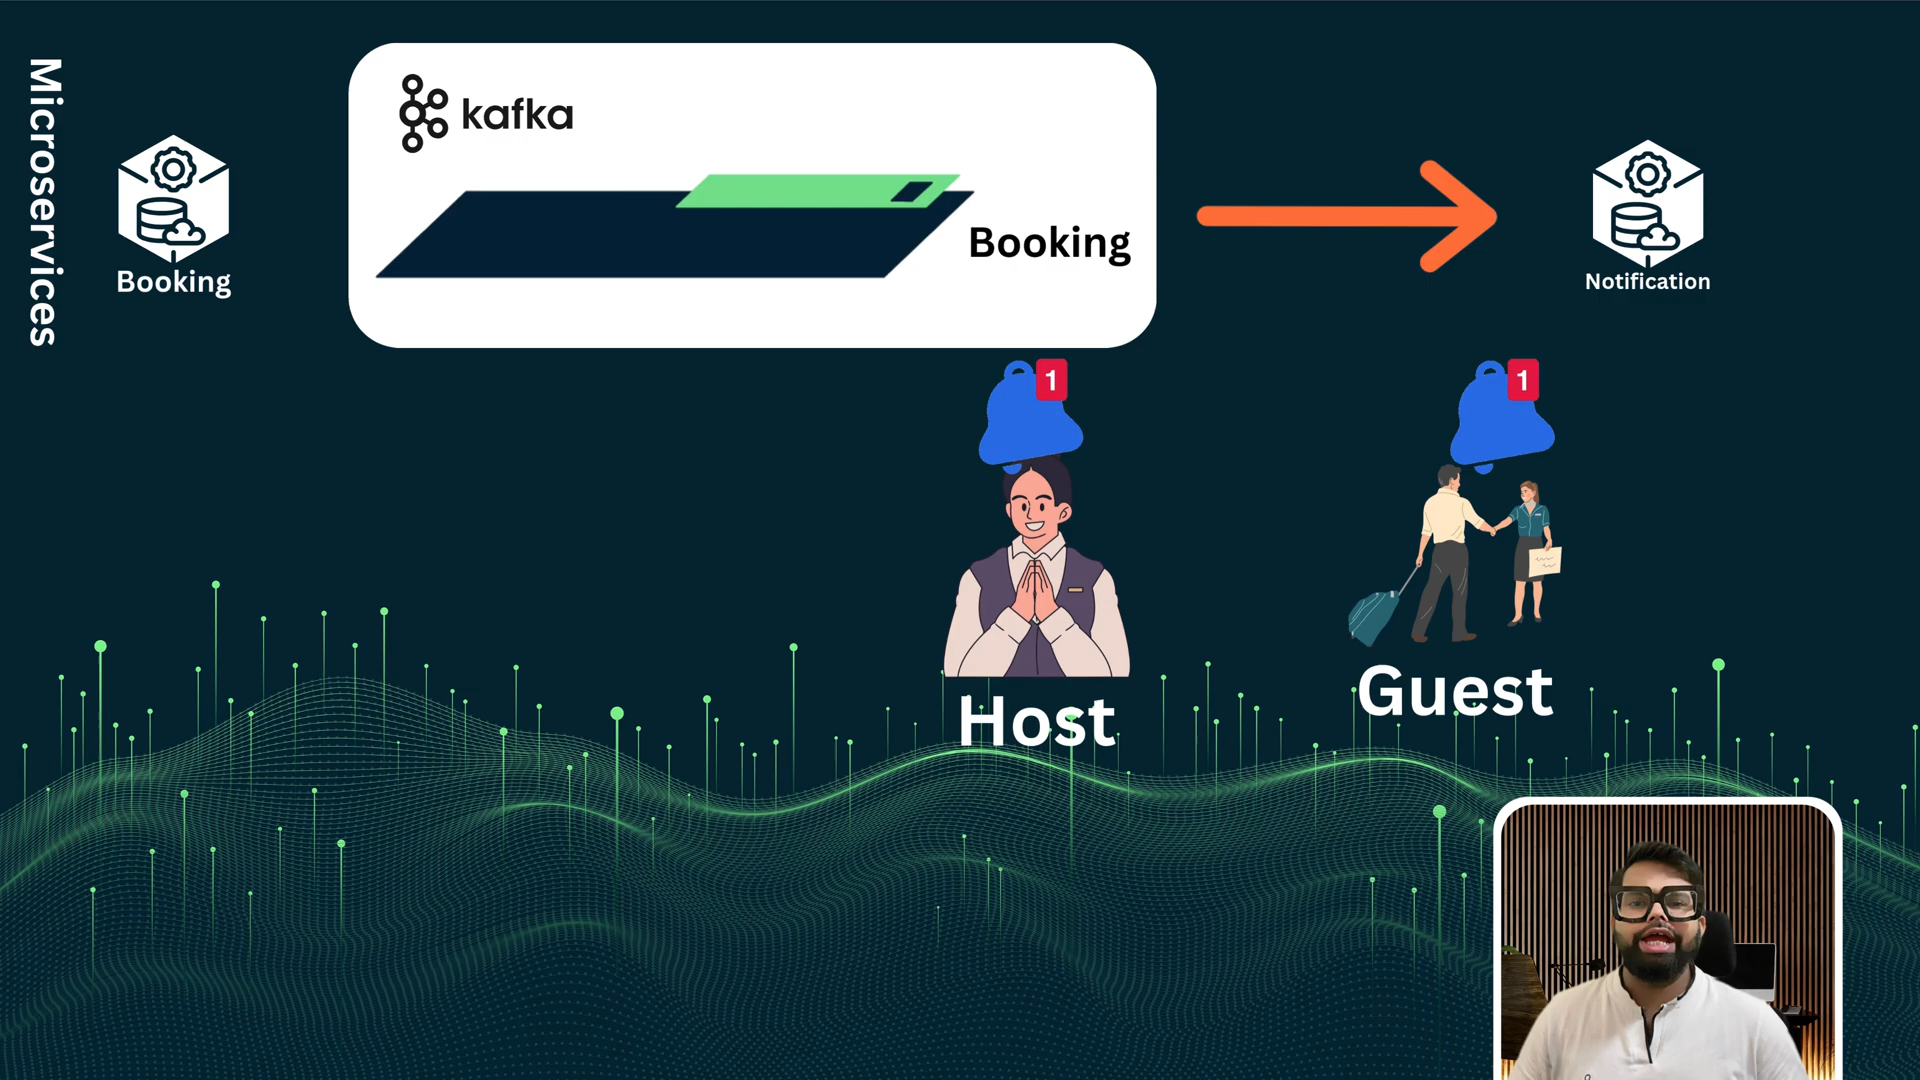 Microservices
kafka
Booking
Booking
Notification
1
1
Host
Guest